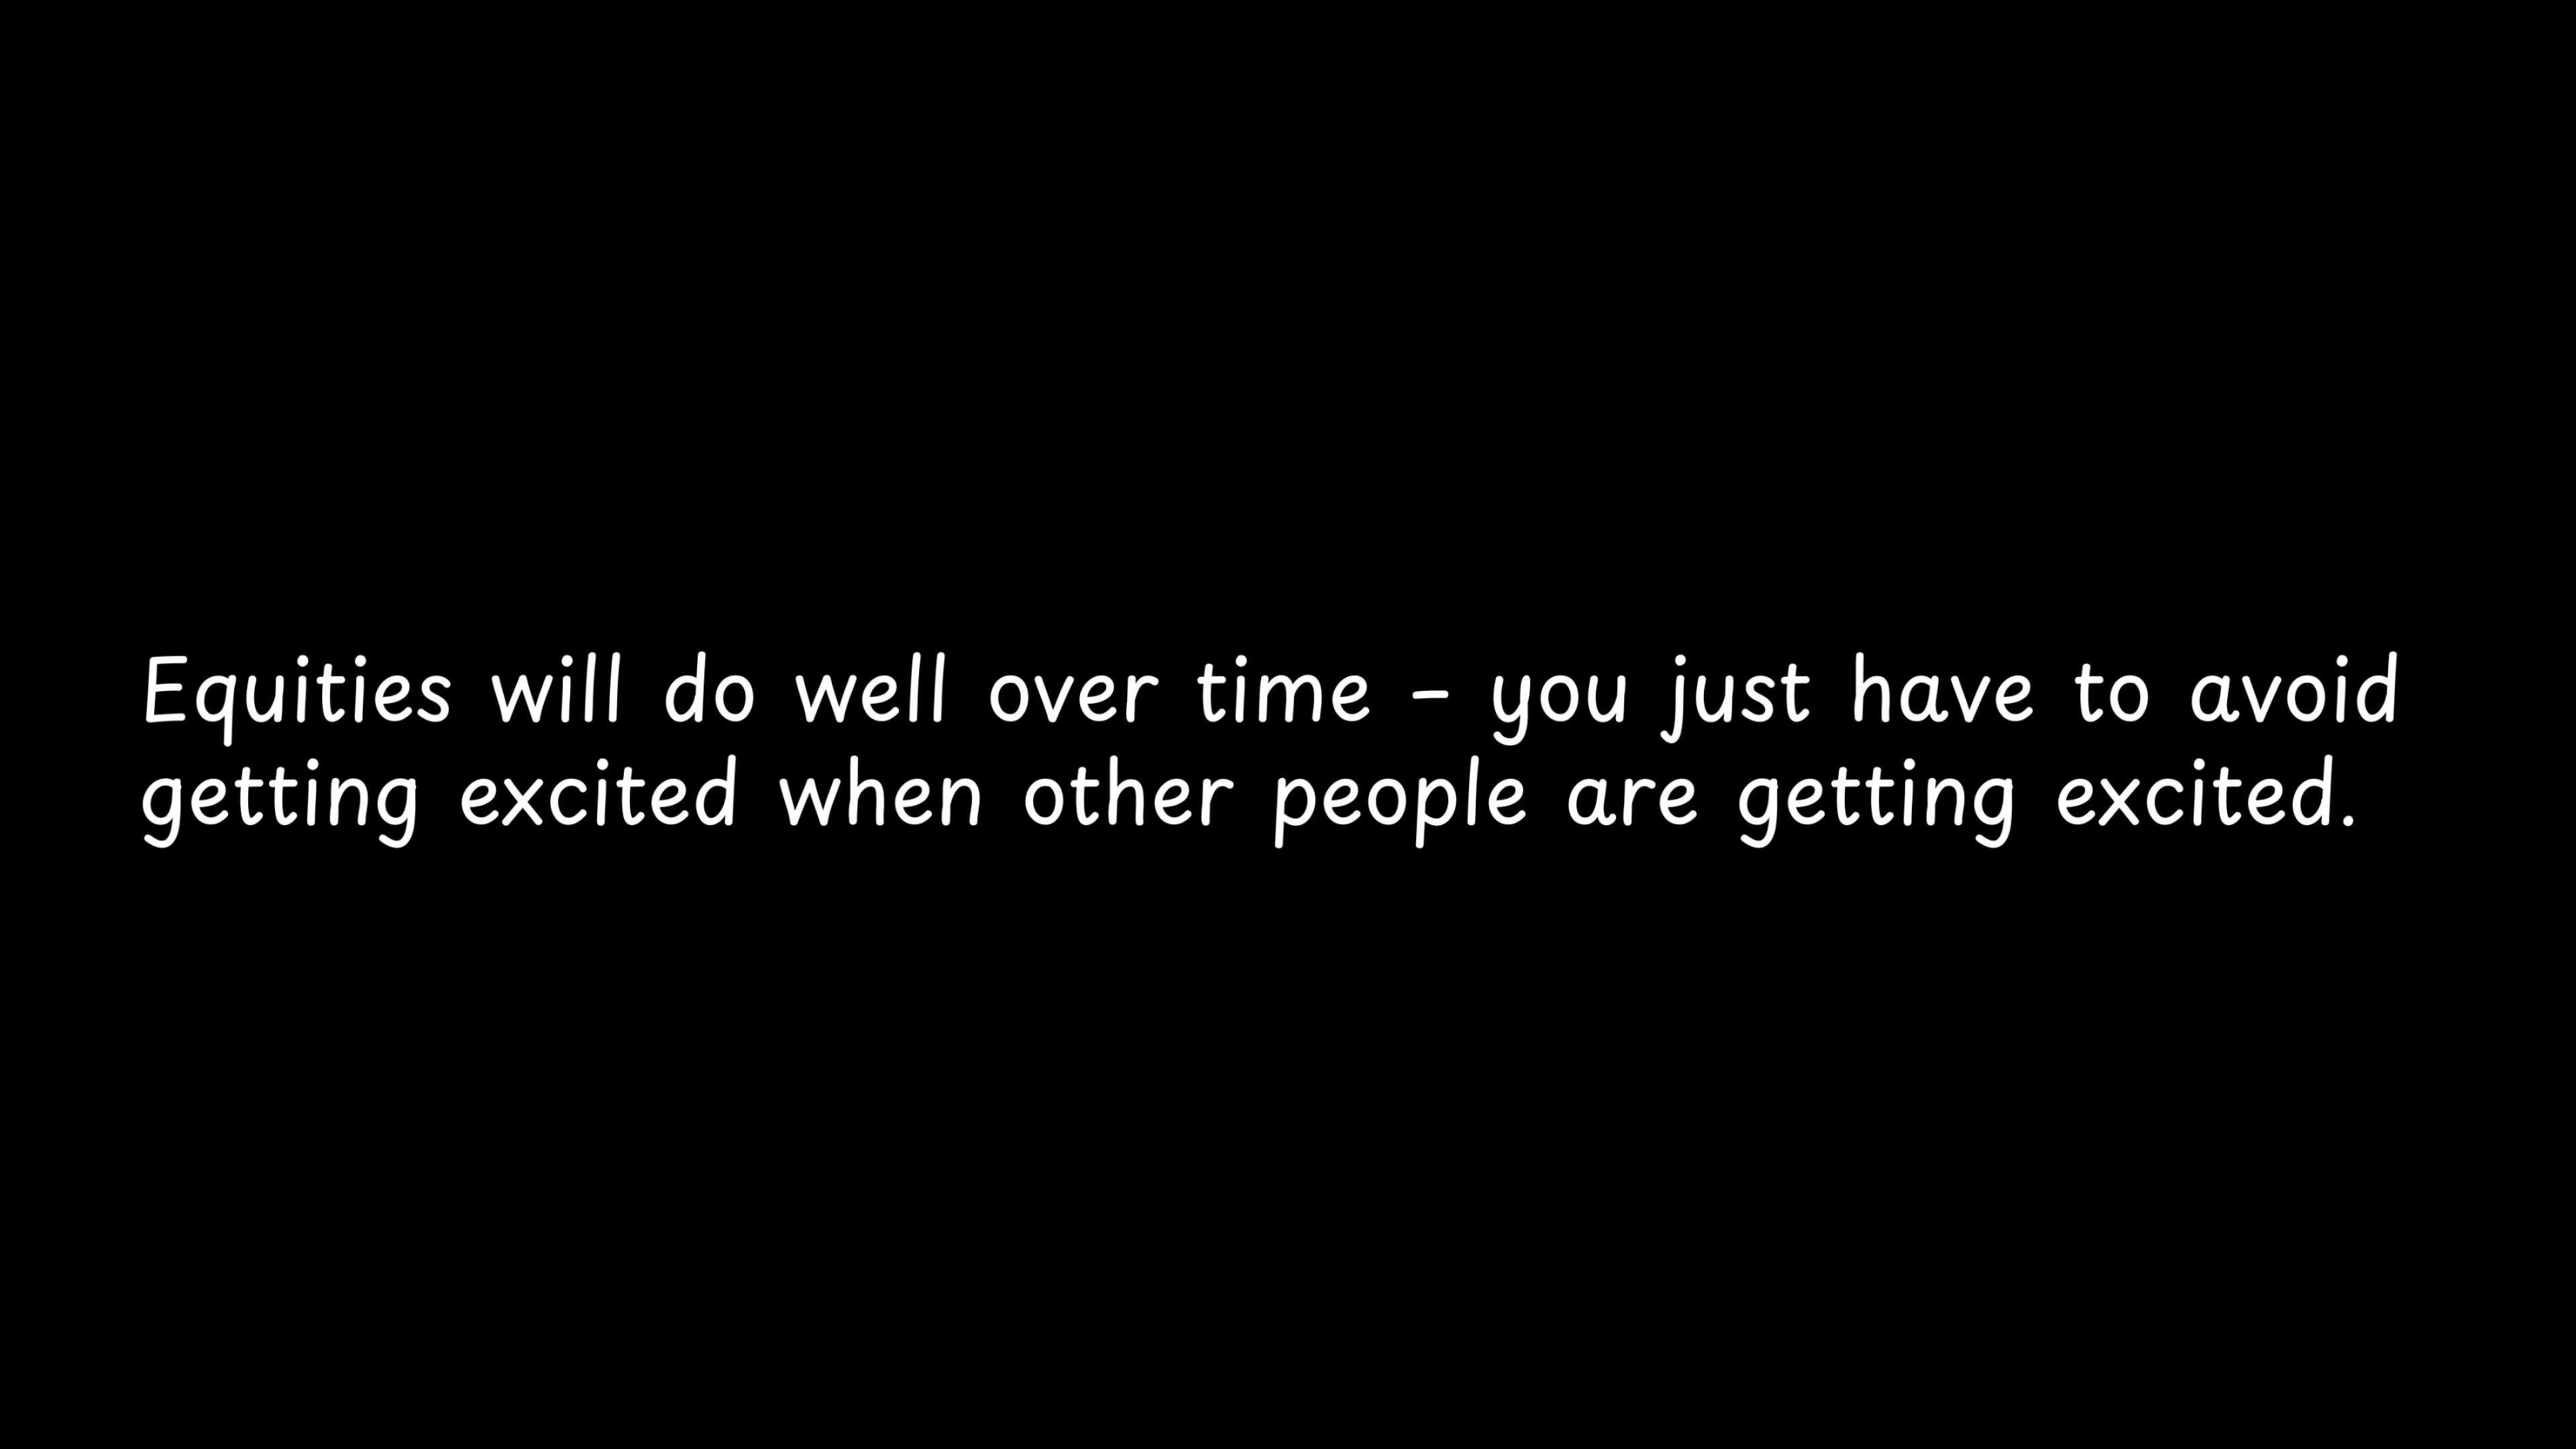 Equities will do well over time - you just have to avoid
getting excited when other people are getting excited.